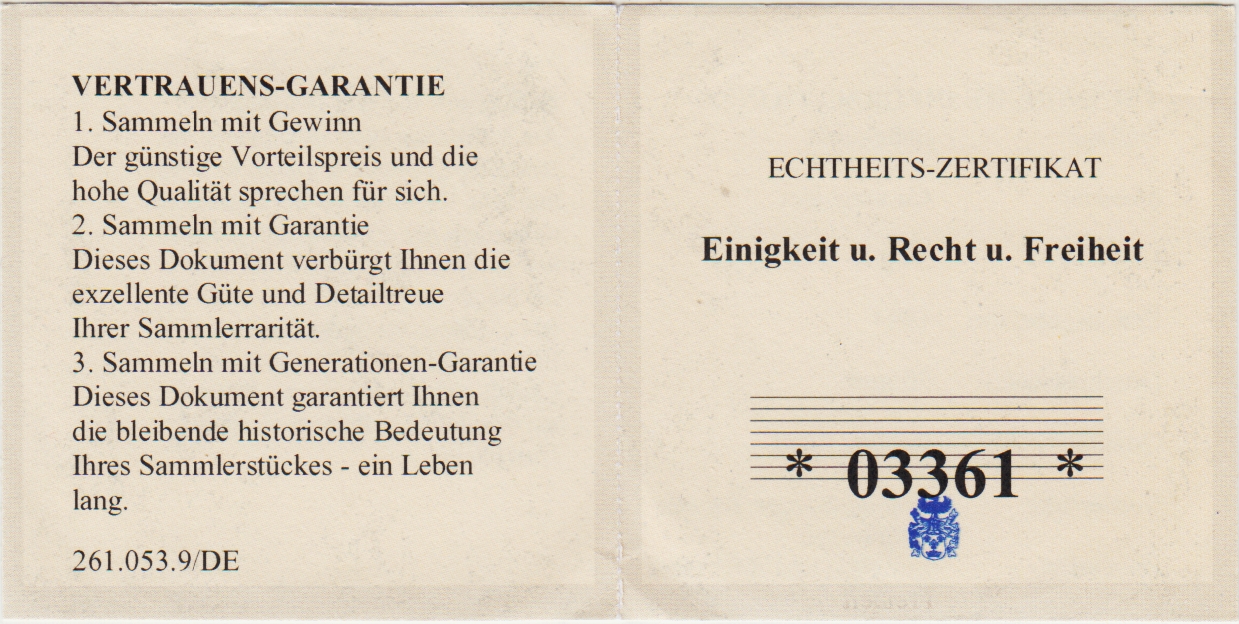 VERTRAUENS-GARANTIE
1. Sammeln mit Gewinn
Der günstige Vorteilspreis und die
hohe Qualität sprechen für sich.
2. Sammeln mit Garantie
Dieses Dokument verbürgt Ihnen die
exzellente Güte und Detailtreue
Ihrer Sammlerrarität.
3. Sammeln mit Generationen-Garantie
Dieses Dokument garantiert Ihnen
die bleibende historische Bedeutung
Ihres Sammlerstückes - ein Leben
lang.
261.053.9/DE
ECHTHEITS-ZERTIFIKAT
Einigkeit u. Recht u. Freiheit
* 03361 *